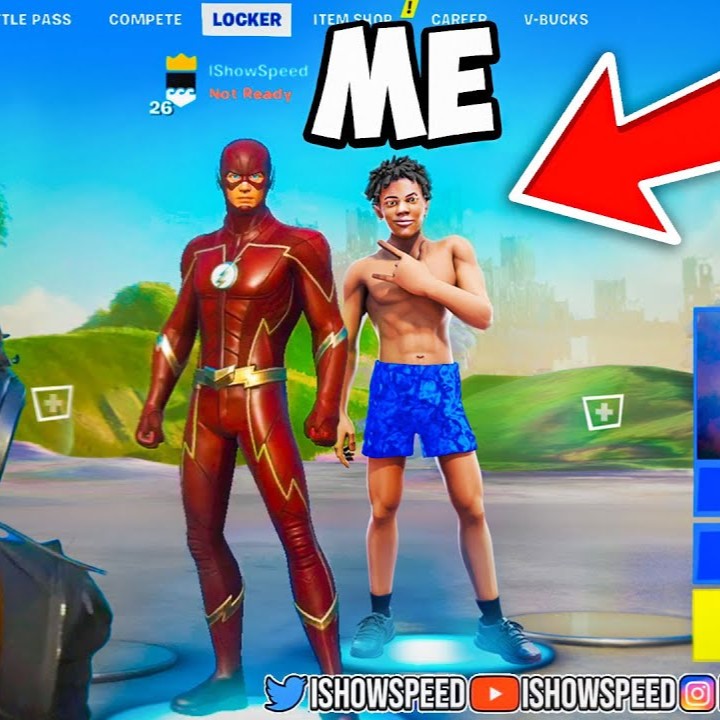 TLE PASS COMPETE LOCKER ITEM SHOP ! CAREER V-BUCKS
IShowSpeed
Not Ready
26
ME
ISHOWSPEED ISHOWSPEED